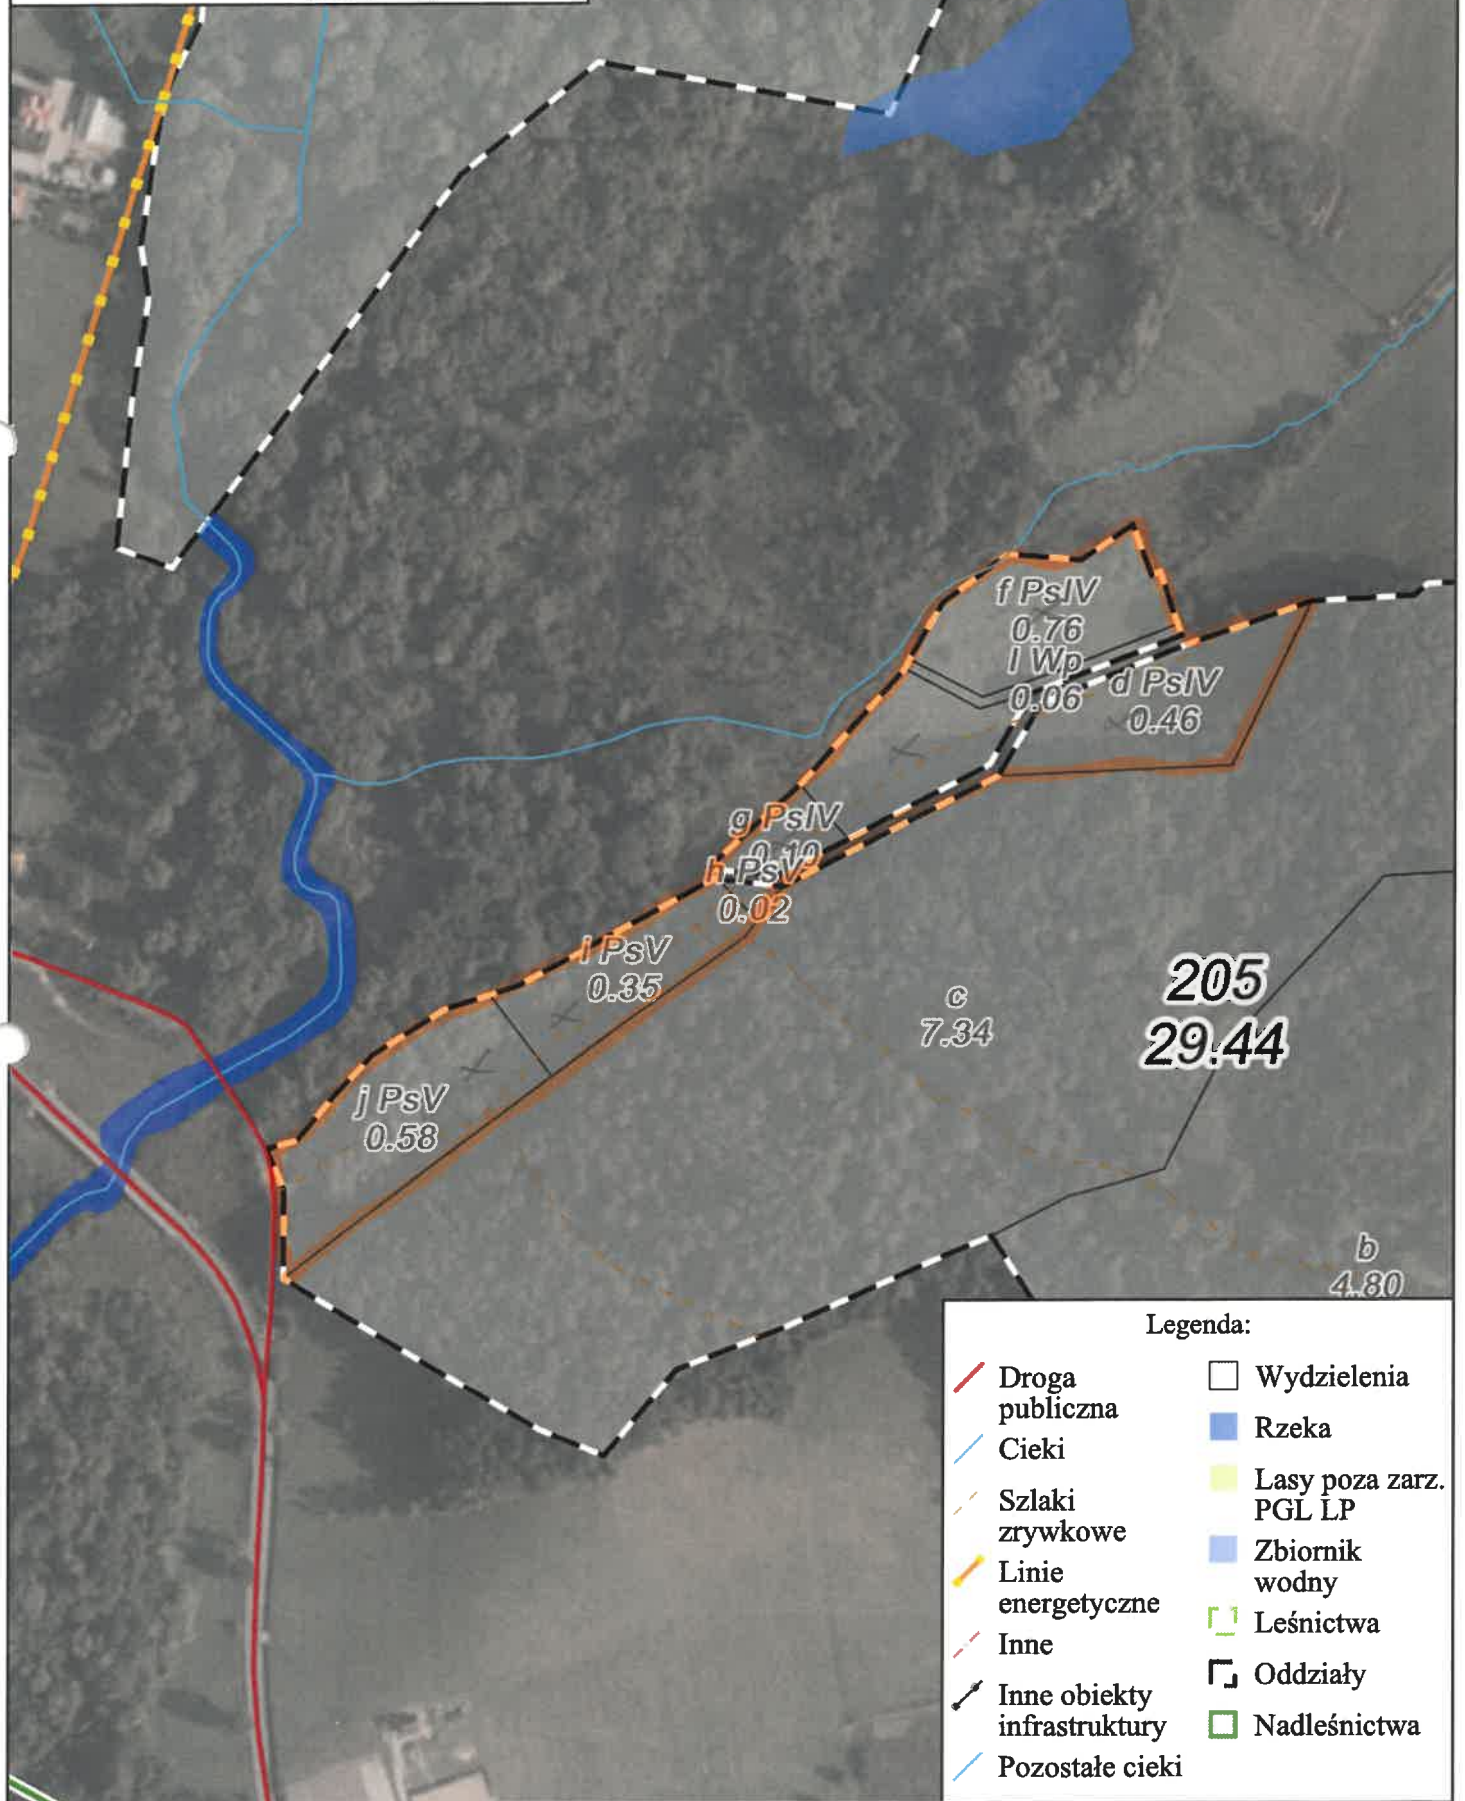 f PsIV
0.76
l Wp
0.06
d PsIV
0.46
g PsIV
h PsV
0.02
i PsV
0.35
c
7.34
205
29.44
j PsV
0.58
b
4.80
Legenda:
Droga
publiczna
Cieki
Szlaki
zrywkowe
Linie
energetyczne
Inne
Inne obiekty
infrastruktury
Pozostałe cieki
Wydzielenia
Rzeka
Lasy poza zarz.
PGL LP
Zbiornik
wodny
Leśnictwa
Oddziały
Nadleśnictwa